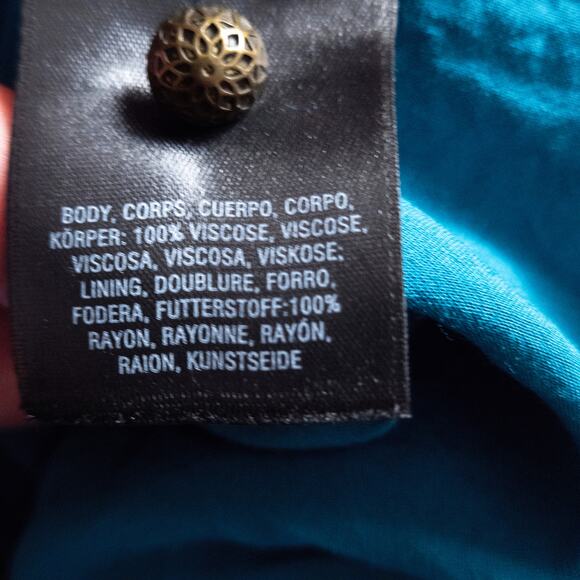 BODY, CORPS, CUERPO, CORPO,
KÖRPER: 100% VISCOSE, VISCOSE,
VISCOSA, VISCOSA, VISKOSE;
LINING, DOUBLURE, FORRO,
FODERA, FUTTERSTOFF:100%
RAYON, RAYONNE, RAYÓN,
RAION, KUNSTSEIDE